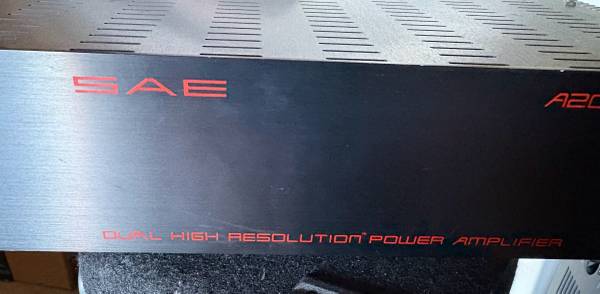 SAE
A20
DUAL HIGH RESOLUTION® POWER AMPLIFIER